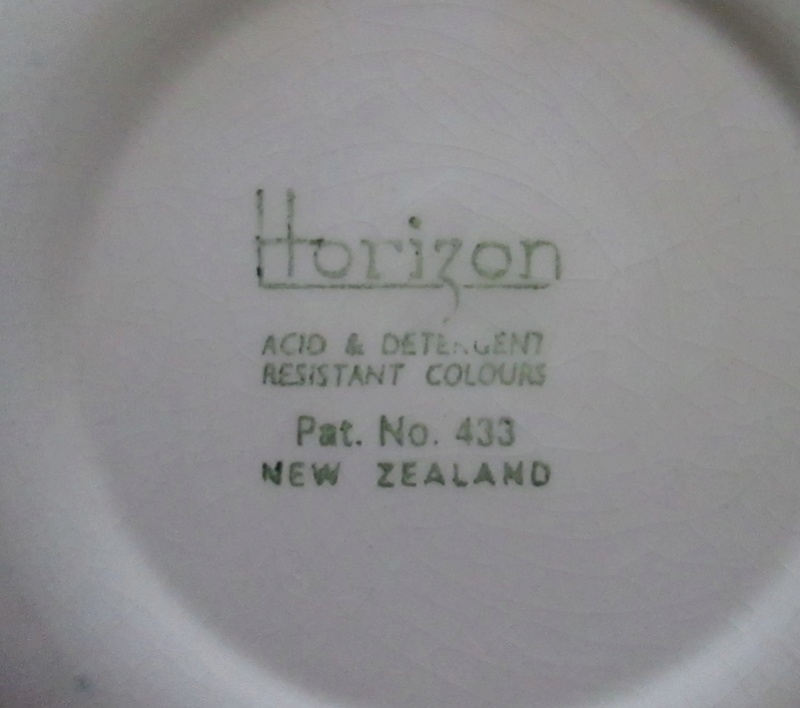 Horizon
ACID & DETERGENT
RESISTANT COLOURS
Pat. No. 433
NEW ZEALAND